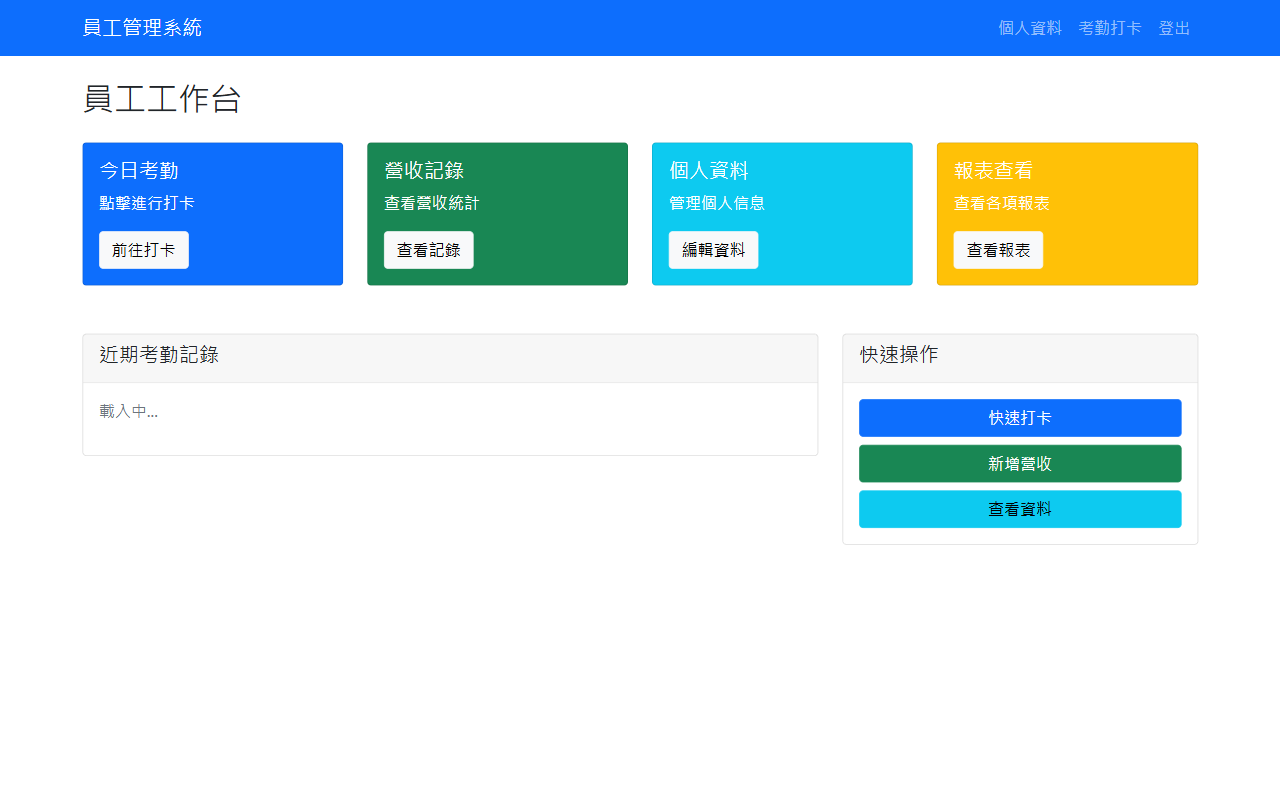 員工管理系統
個人資料 考勤打卡 登出
員工工作台
今日考勤
點擊進行打卡
前往打卡
營收記錄
查看營收統計
查看記錄
個人資料
管理個人信息
編輯資料
報表查看
查看各項報表
查看報表
近期考勤記錄
載入中...
快速操作
快速打卡
新增營收
查看資料